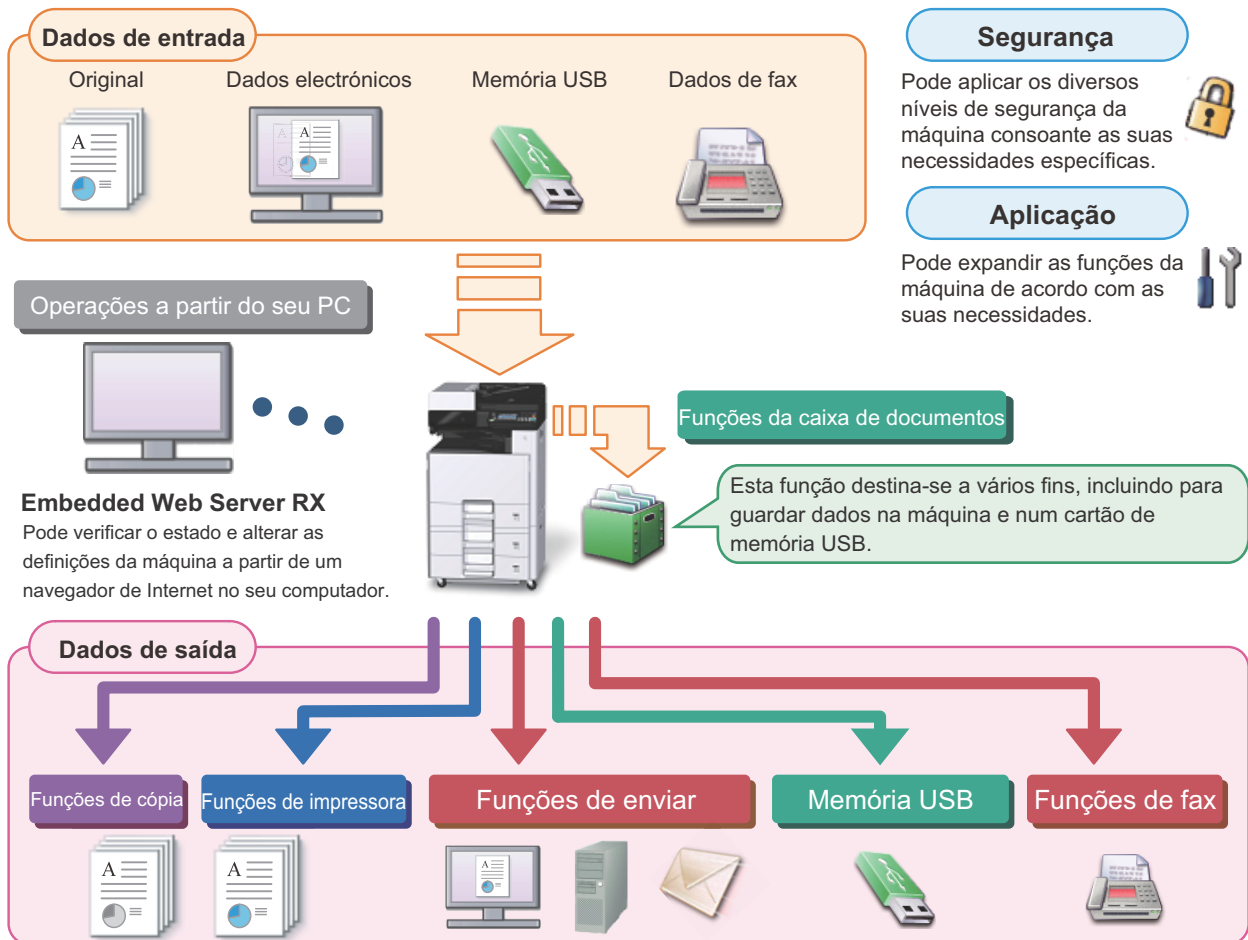 Dados de entrada
Original
Dados electrónicos
Memória USB
Dados de fax
Segurança
Pode aplicar os diversos
níveis de segurança da
máquina consoante as suas
necessidades específicas.
Aplicação
Pode expandir as funções da
máquina de acordo com as
suas necessidades.
Operações a partir do seu PC
Embedded Web Server RX
Pode verificar o estado e alterar as
definições da máquina a partir de um
navegador de Internet no seu computador.
Funções da caixa de documentos
Esta função destina-se a vários fins, incluindo para
guardar dados na máquina e num cartão de
memória USB.
Dados de saída
Funções de cópia
Funções de impressora
Funções de enviar
Memória USB
Funções de fax